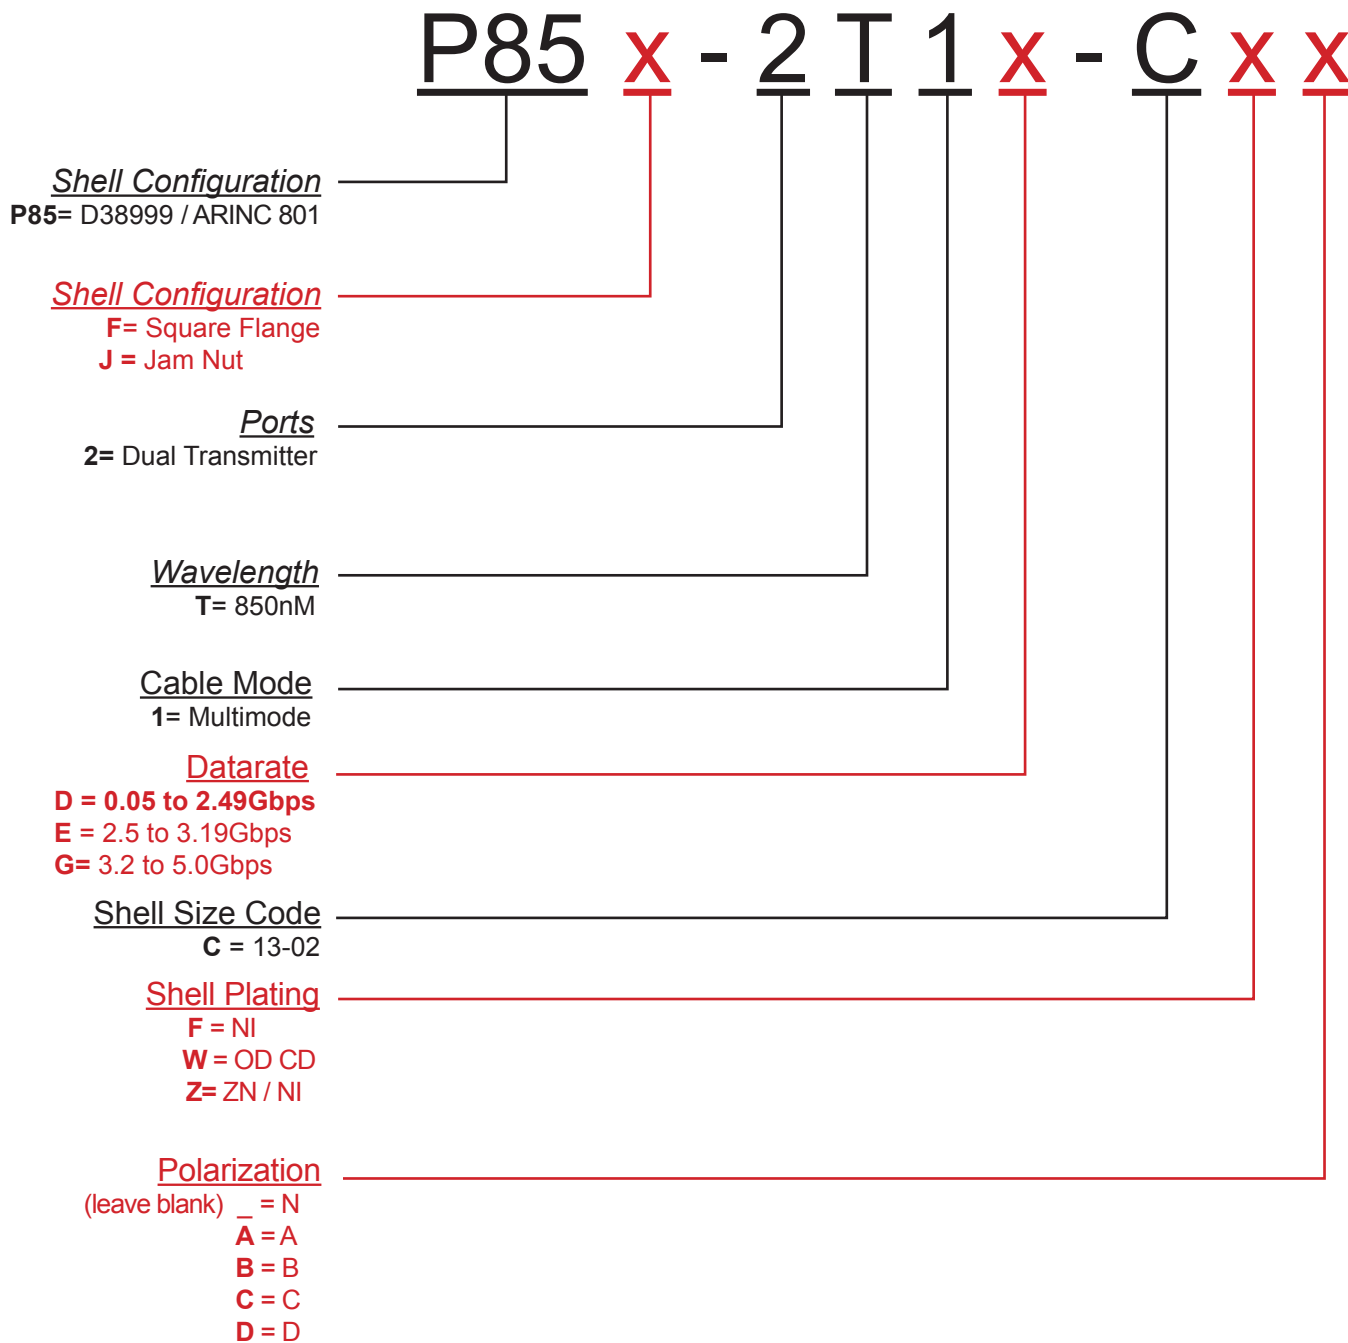 P85 x - 2 T 1 x - C x x
Shell Configuration
P85= D38999 / ARINC 801
Shell Configuration
F= Square Flange
J = Jam Nut
Ports
2= Dual Transmitter
Wavelength
T= 850nM
Cable Mode
1= Multimode
Datarate
D = 0.05 to 2.49Gbps
E = 2.5 to 3.19Gbps
G= 3.2 to 5.0Gbps
Shell Size Code
C = 13-02
Shell Plating
F = NI
W = OD CD
Z= ZN / NI
Polarization
(leave blank) _ = N
A = A
B = B
C = C
D = D